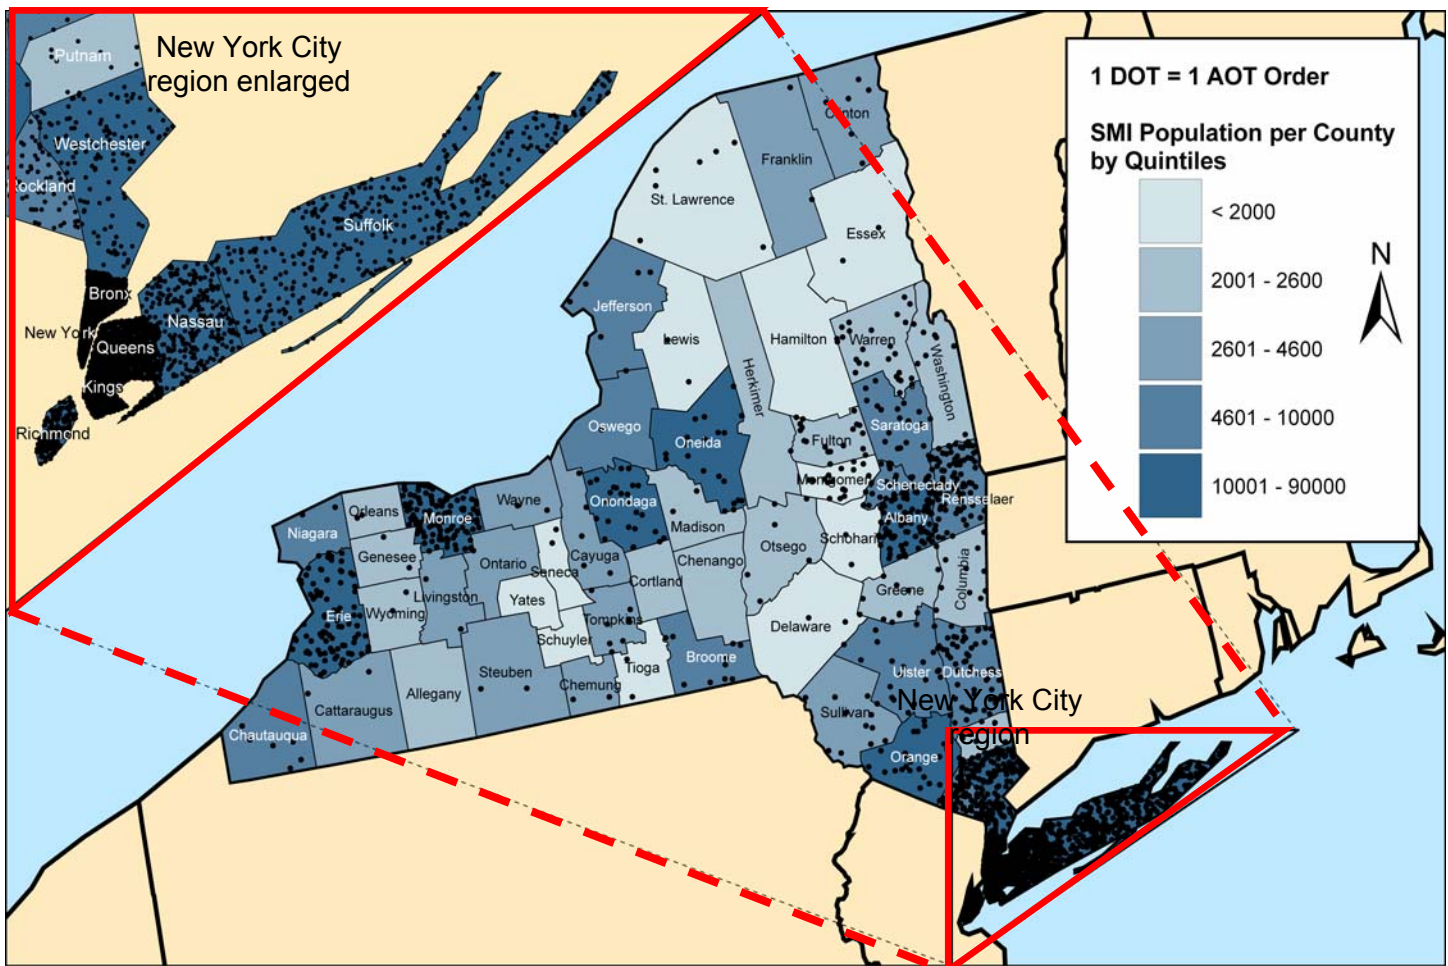 New York City
region enlarged
Putnam
Westchester
Rockland
Suffolk
Bronx
Nassau
New York
Queens
Kings
Richmond
1 DOT = 1 AOT Order
SMI Population per County
by Quintiles
< 2000
2001 - 2600
2601 - 4600
4601 - 10000
10001 - 90000
N
Clinton
Franklin
St. Lawrence
Essex
Jefferson
Lewis
Hamilton
Warren
Washington
Herkimer
Oswego
Oneida
Fulton
Saratoga
Montgomer
Schenectady
Rensselaer
Albany
Wayne
Onondaga
Madison
Orleans
Monroe
Niagara
Genesee
Ontario
Seneca
Cayuga
Cortland
Chenango
Otsego
Schohari
Columbia
Greene
Livingston
Wyoming
Erie
Yates
Tompkins
Schuyler
Delaware
Tioga
Broome
Steuben
Chemung
Allegany
Cattaraugus
Chautauqua
Ulster
Dutchess
Sullivan
Orange
New York City
region